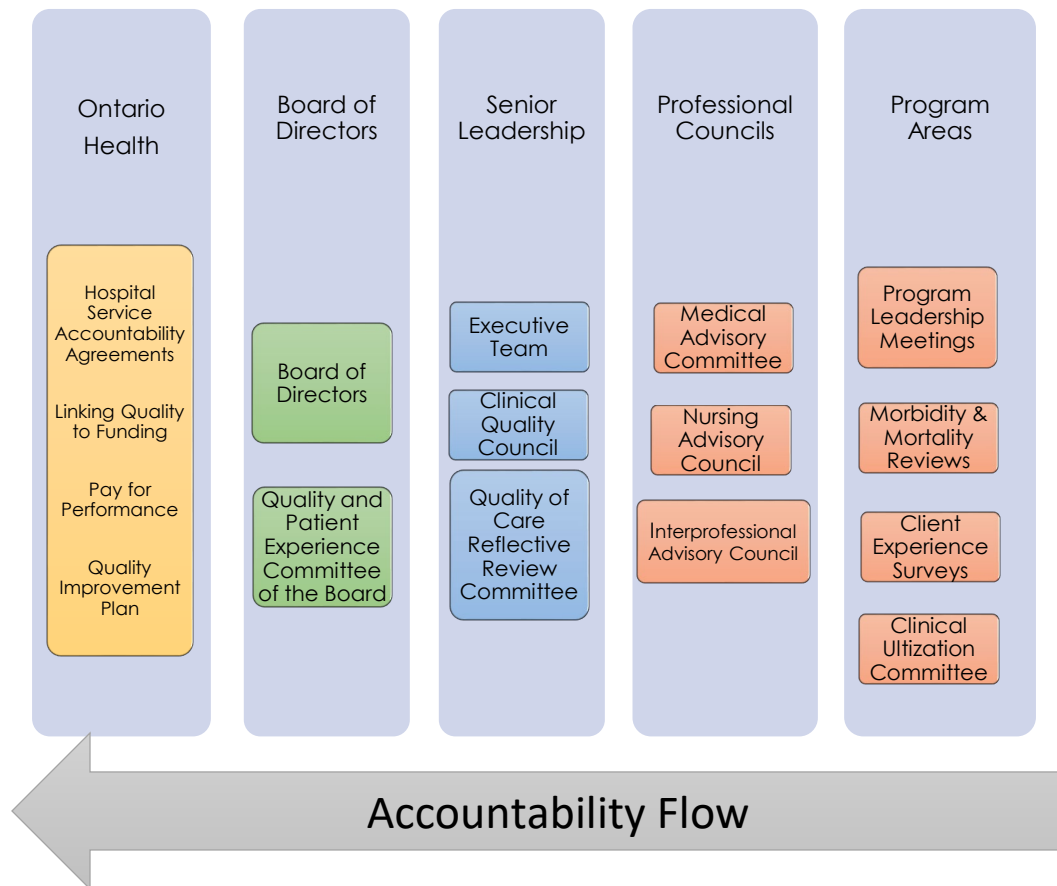 Ontario
Health
Hospital
Service
Accountability
Agreements
Linking Quality
to Funding
Pay for
Performance
Quality
Improvement
Plan
Board of
Directors
Board of
Directors
Quality and
Patient
Experience
Committee
of the Board
Senior
Leadership
Executive
Team
Clinical
Quality
Council
Quality of
Care
Reflective
Review
Committee
Professional
Councils
Medical
Advisory
Committee
Nursing
Advisory
Council
Interprofessional
Advisory Council
Program
Areas
Program
Leadership
Meetings
Morbidity &
Mortality
Reviews
Client
Experience
Surveys
Clinical
Ultization
Committee
Accountability Flow